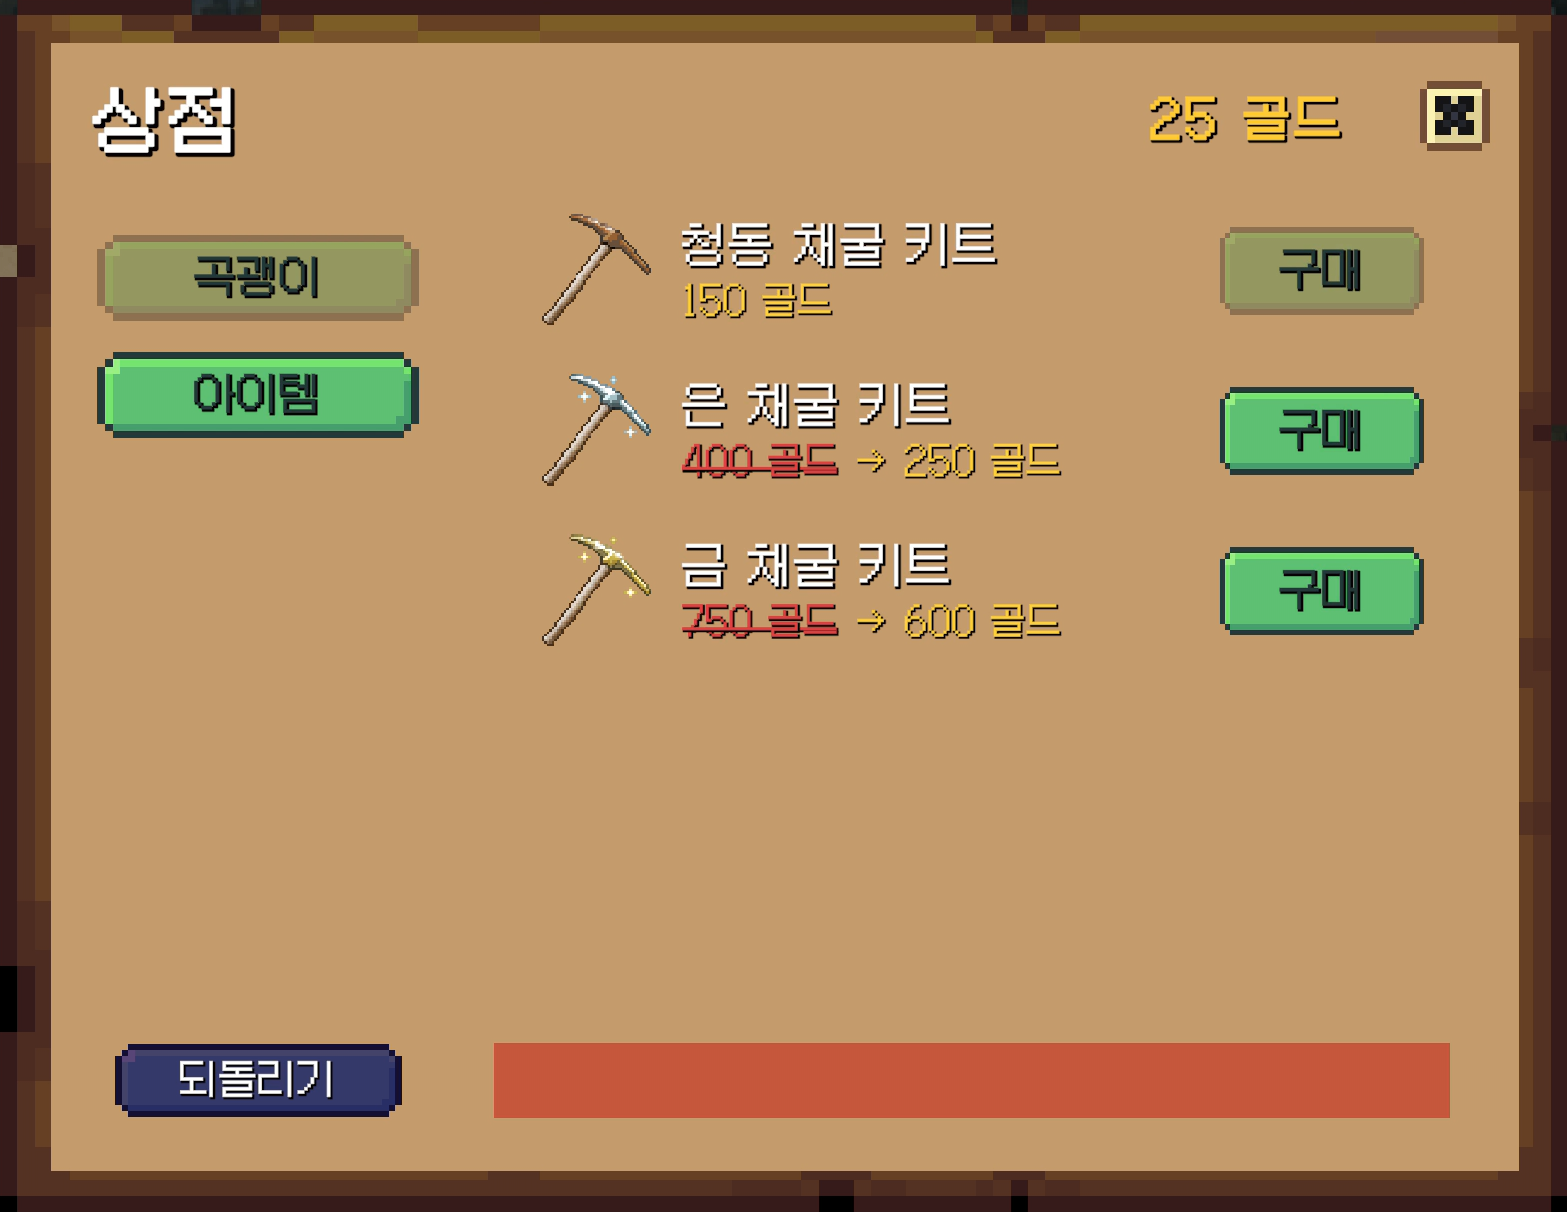 상점
25 골드
곡괭이
아이템
청동 채굴 키트
150 골드
구매
은 채굴 키트
400 골드 → 250 골드
구매
금 채굴 키트
750 골드 → 600 골드
구매
되돌리기